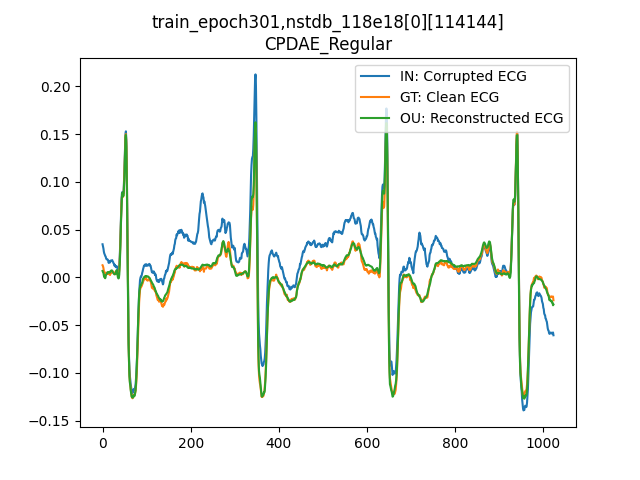 train_epoch301,nstdb_118e18[0][114144]
CPDAE_Regular
IN: Corrupted ECG
GT: Clean ECG
OU: Reconstructed ECG
0.20
0.15
0.10
0.05
0.00
−0.05
−0.10
−0.15
0 200 400 600 800 1000